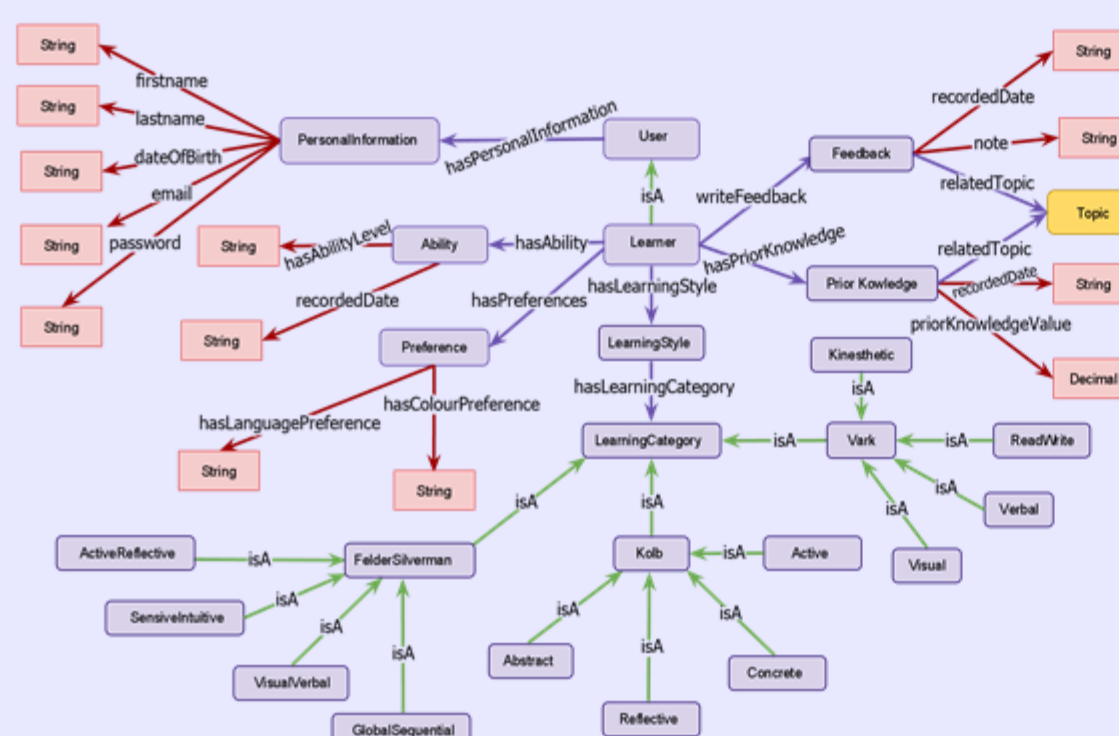 String
firstname
String
lastname
String
dateOfBirth
String
email
String
password
PersonalInformation
hasPersonalInformation
User
isA
Learner
writeFeedback
Feedback
recordedDate
String
note
String
relatedTopic
Topic
hasPriorKnowledge
Prior Kowledge
relatedTopic
recordedDate
String
priorKnowledgeValue
Decimal
hasAbility
Ability
hasAbilityLevel
String
recordedDate
String
hasPreferences
Preference
hasLanguagePreference
String
hasColourPreference
String
hasLearningStyle
LearningStyle
hasLearningCategory
LearningCategory
isA
Vark
Kinesthetic
isA
isA
ReadWrite
isA
Verbal
isA
Visual
isA
FelderSilverman
ActiveReflective
isA
SensiveIntuitive
isA
VisualVerbal
isA
GlobalSequential
isA
isA
Kolb
isA
Active
isA
Abstract
isA
Reflective
isA
Concrete